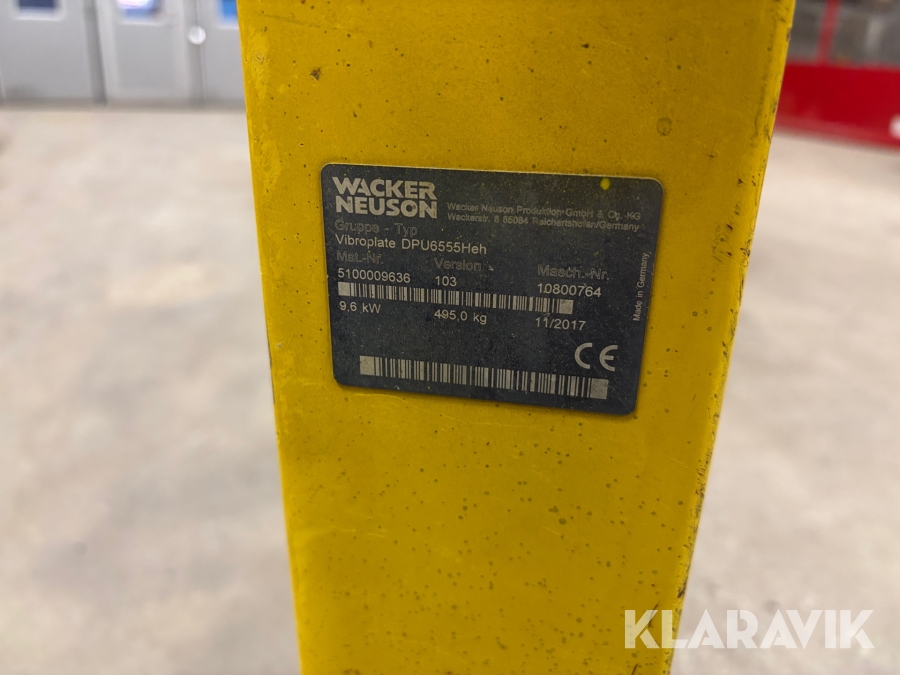 WACKER
NEUSON
Wacker Neuson Produktion GmbH & Co. KG
Wackerstr. 6 85084 Reichertshofen/Germany
Gruppe - Typ
Vibroplate DPU6555Heh
Mat.-Nr. Version - Masch.-Nr.
5100009636 103 10800764
9,6 kW 495,0 kg 11/2017
Made in Germany
CE
KLARAVIK